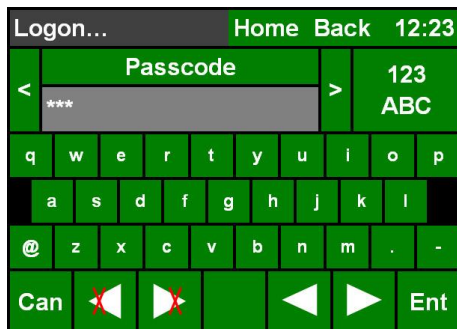 Logon... Home Back 12:23
< Passcode > 123
*** ABC
q w e r t y u i o p
a s d f g h j k l
@ z x c v b n m . -
Can Ent